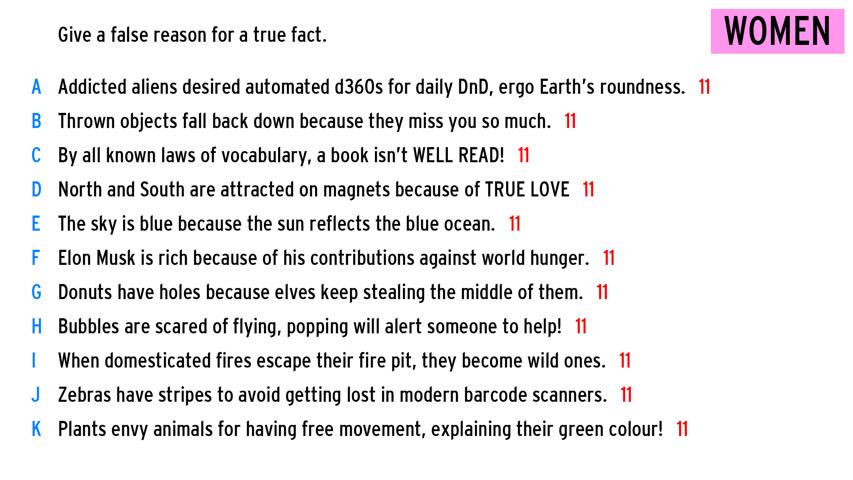 Give a false reason for a true fact.
WOMEN
A Addicted aliens desired automated d360s for daily DnD, ergo Earth's roundness. 11
B Thrown objects fall back down because they miss you so much. 11
C By all known laws of vocabulary, a book isn't WELL READ! 11
D North and South are attracted on magnets because of TRUE LOVE 11
E The sky is blue because the sun reflects the blue ocean. 11
F Elon Musk is rich because of his contributions against world hunger. 11
G Donuts have holes because elves keep stealing the middle of them. 11
H Bubbles are scared of flying, popping will alert someone to help! 11
I When domesticated fires escape their fire pit, they become wild ones. 11
J Zebras have stripes to avoid getting lost in modern barcode scanners. 11
K Plants envy animals for having free movement, explaining their green colour! 11